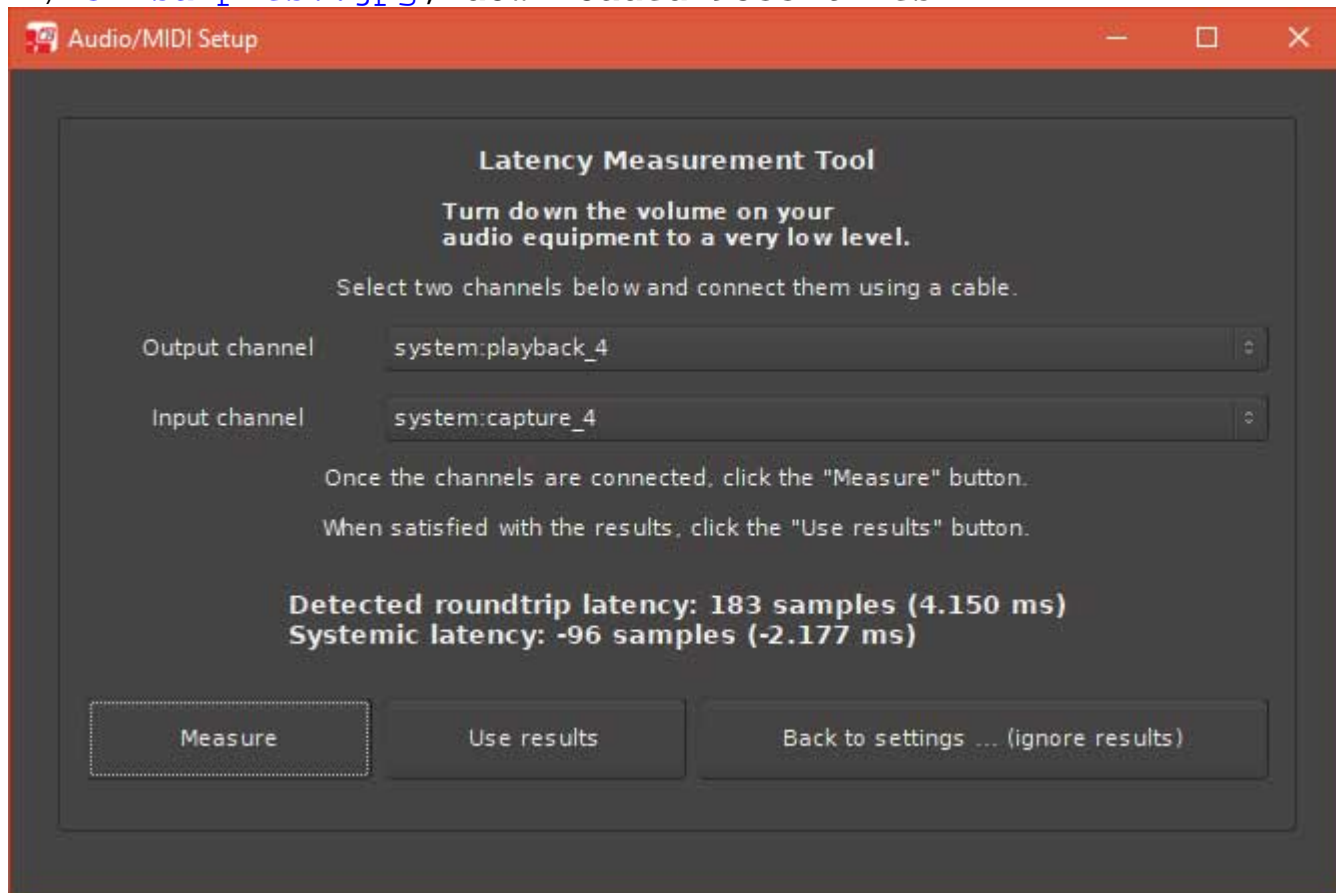 Audio/MIDI Setup
Latency Measurement Tool
Turn down the volume on your
audio equipment to a very low level.
Select two channels below and connect them using a cable.
Output channel system:playback_4
Input channel system:capture_4
Once the channels are connected, click the "Measure" button.
When satisfied with the results, click the "Use results" button.
Detected roundtrip latency: 183 samples (4.150 ms)
Systemic latency: -96 samples (-2.177 ms)
Measure Use results Back to settings ... (ignore results)